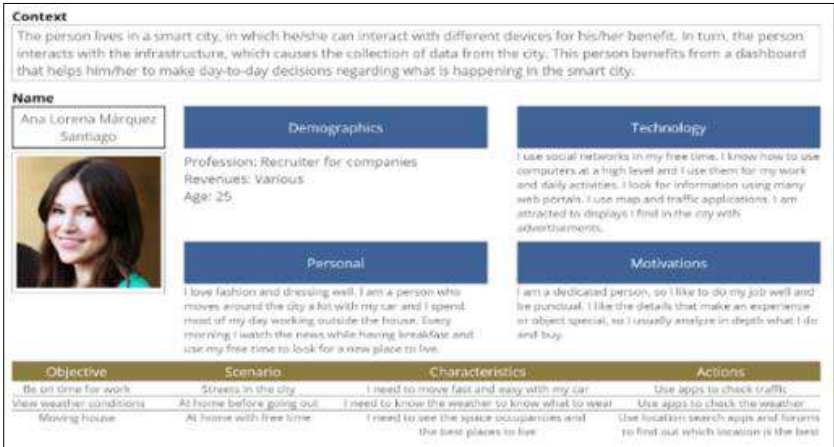 Context
The person lives in a smart city, in which he/she can interact with different devices for his/her benefit. In turn, the person
interacts with the infrastructure, which causes the collection of data from the city. This person benefits from a dashboard
that helps him/her to make day-to-day decisions regarding what is happening in the smart city.
Name
Ana Lorena Márquez
Santiago
Demographics
Profession: Recruiter for companies
Revenues: Various
Age: 25
Technology
I use social networks in my free time. I know how to use
computers at a high level and I use them for my work
and daily activities. I look for information using many
web portals. I use map and traffic applications. I am
attracted to displays I find in the city with
advertisements.
Personal
I love fashion and dressing well. I am a person who
moves around the city a lot with my car and I spend
most of my day working outside the house. Every
morning I watch the news while having breakfast and
use my free time to look for a new place to live.
Motivations
I am a dedicated person, so I like to do my job well and
be punctual. I like the details that make an experience
or object special, so I usually analyze in depth what I do
and buy.
Objective Scenario Characteristics Actions
Be on time for work Streets in the city I need to move fast and easy with my car Use apps to check traffic
View weather conditions At home before going out I need to know the weather to know what to wear Use apps to check the weather
Moving house At home with free time I need to see the space occupancies and Use location search apps and forums
the best places to live to find out which location is the best